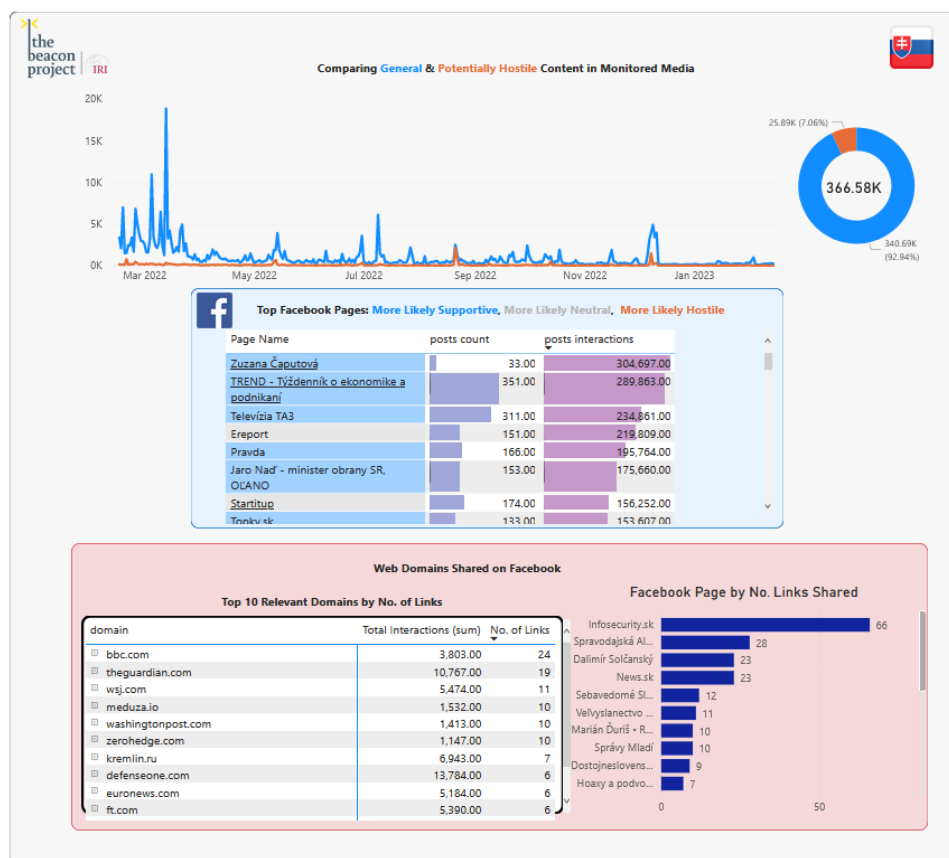 the
beacon
project IRI
Comparing General & Potentially Hostile Content in Monitored Media
20K
15K
10K
5K
0K
Mar 2022 May 2022 Jul 2022 Sep 2022 Nov 2022 Jan 2023
25.89K (7.06%)
366.58K
340.69K
(92.94%)
Top Facebook Pages: More Likely Supportive, More Likely Neutral, More Likely Hostile
Page Name posts count posts interactions
Zuzana Čaputová 33.00 304,697.00
TREND - Týždenník o ekonomike a 351.00 289,863.00
podnikaní
Televízia TA3 311.00 234,861.00
Ereport 151.00 219,809.00
Pravda 166.00 195,764.00
Jaro Naď - minister obrany SR, 153.00 175,660.00
OĽANO
Startitup 174.00 156,252.00
Topky.sk 133.00 153,607.00
Web Domains Shared on Facebook
Top 10 Relevant Domains by No. of Links
domain Total Interactions (sum) No. of Links
bbc.com 3,803.00 24
theguardian.com 10,767.00 19
wsj.com 5,474.00 11
meduza.io 1,532.00 10
washingtonpost.com 1,413.00 10
zerohedge.com 1,147.00 10
kremlin.ru 6,943.00 7
defenseone.com 13,784.00 6
euronews.com 5,184.00 6
ft.com 5,390.00 6
Facebook Page by No. Links Shared
Infosecurity.sk 66
Spravodajská Al... 28
Dalimír Solčanský 23
News.sk 23
Sebavedomé Sl... 12
Veľvyslanectvo ... 11
Marián Ďuriš • R... 10
Správy Mladí 10
Dostojneslovens... 9
Hoaxy a podvo... 7
0 50